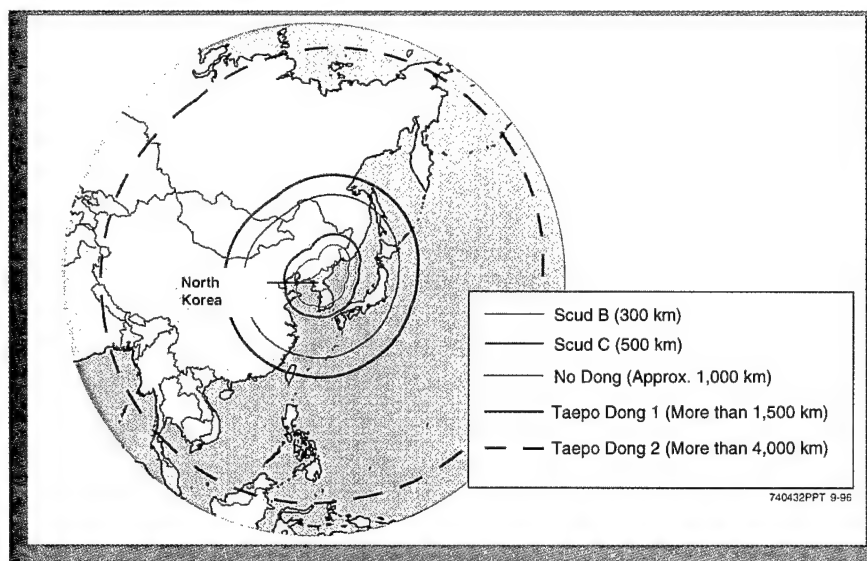 North
Korea
Scud B (300 km)
Scud C (500 km)
No Dong (Approx. 1,000 km)
Taepo Dong 1 (More than 1,500 km)
Taepo Dong 2 (More than 4,000 km)
740432PPT 9-96